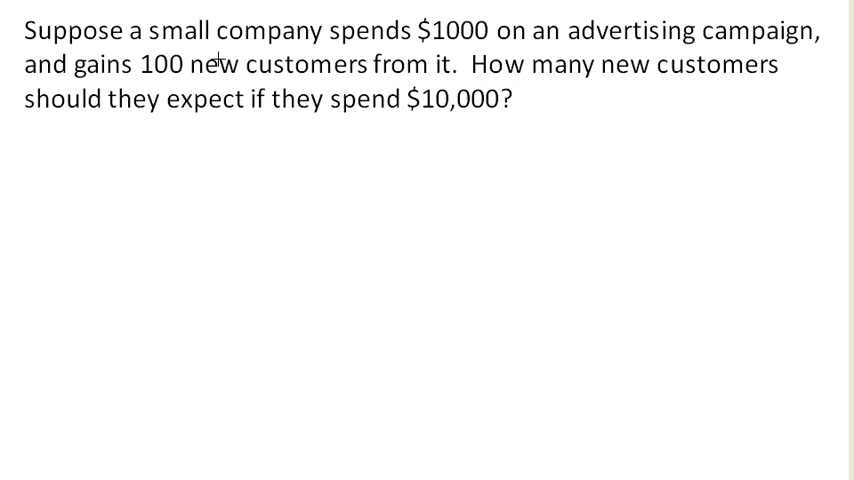 Suppose a small company spends $1000 on an advertising campaign,
and gains 100 new customers from it.  How many new customers
should they expect if they spend $10,000?